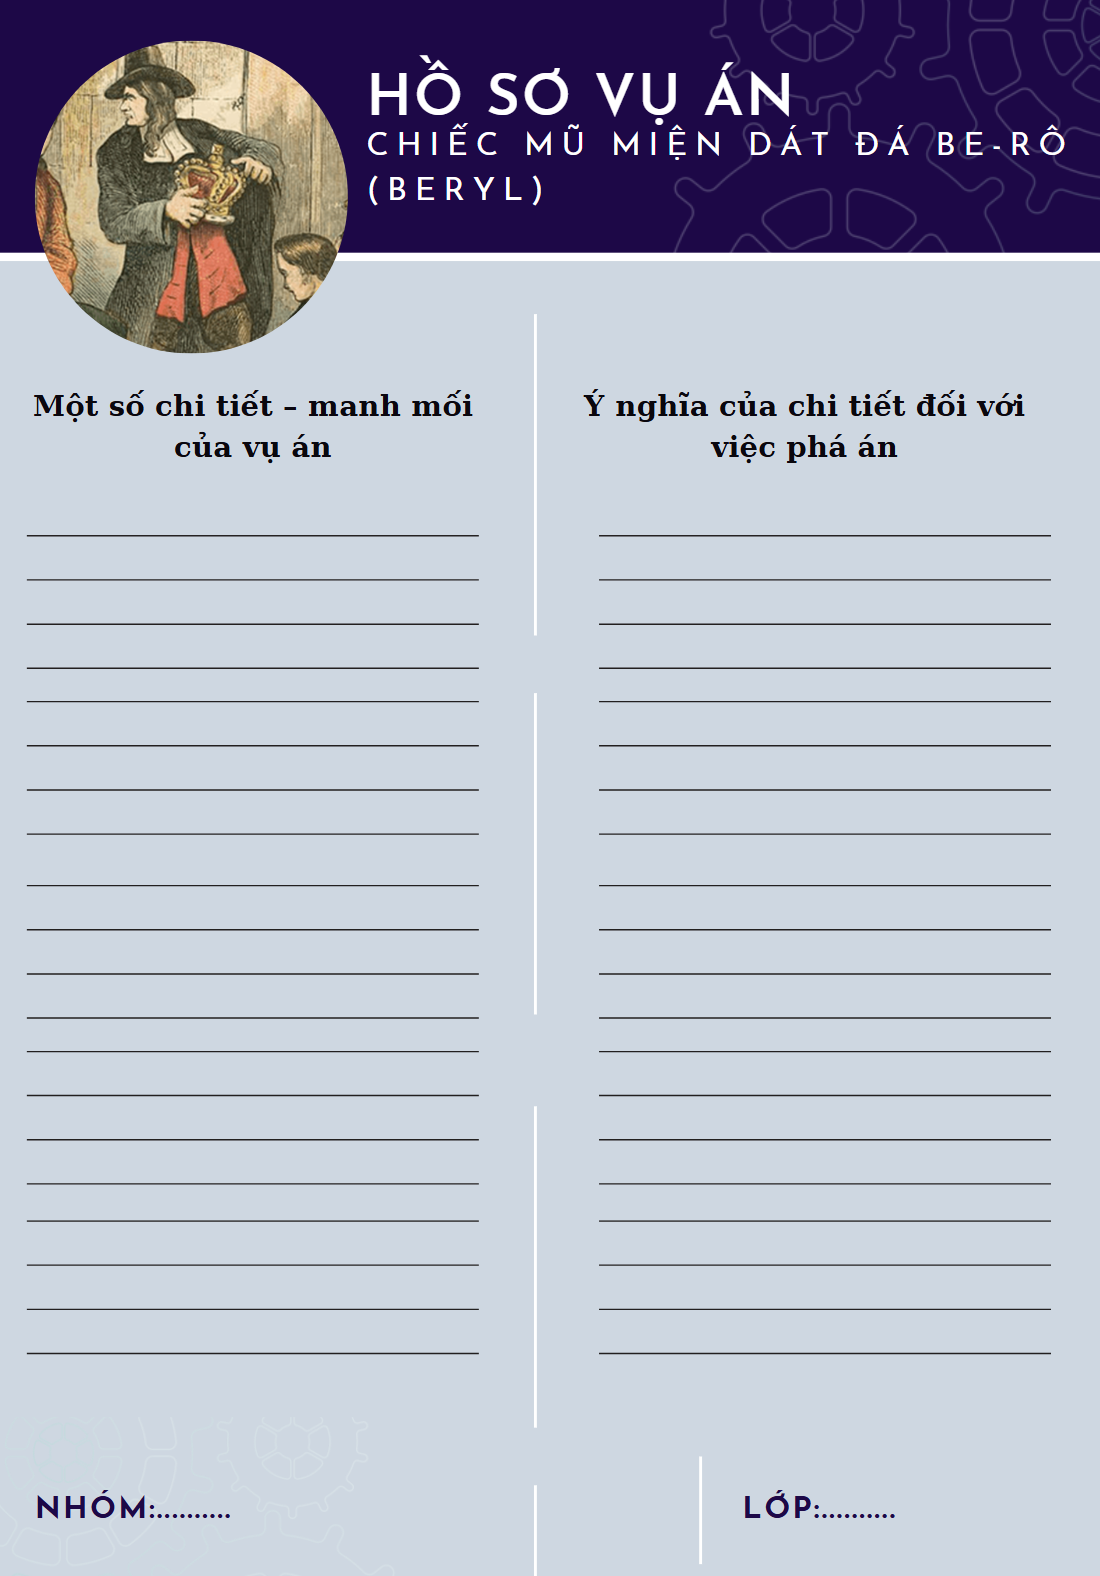 HỒ SƠ VỤ ÁN
CHIẾC MŨ MIỆN DÁT ĐÁ BE-RÔ
(BERYL)
Một số chi tiết – manh mối
của vụ án
Ý nghĩa của chi tiết đối với
việc phá án
NHÓM:..........
LỚP:..........